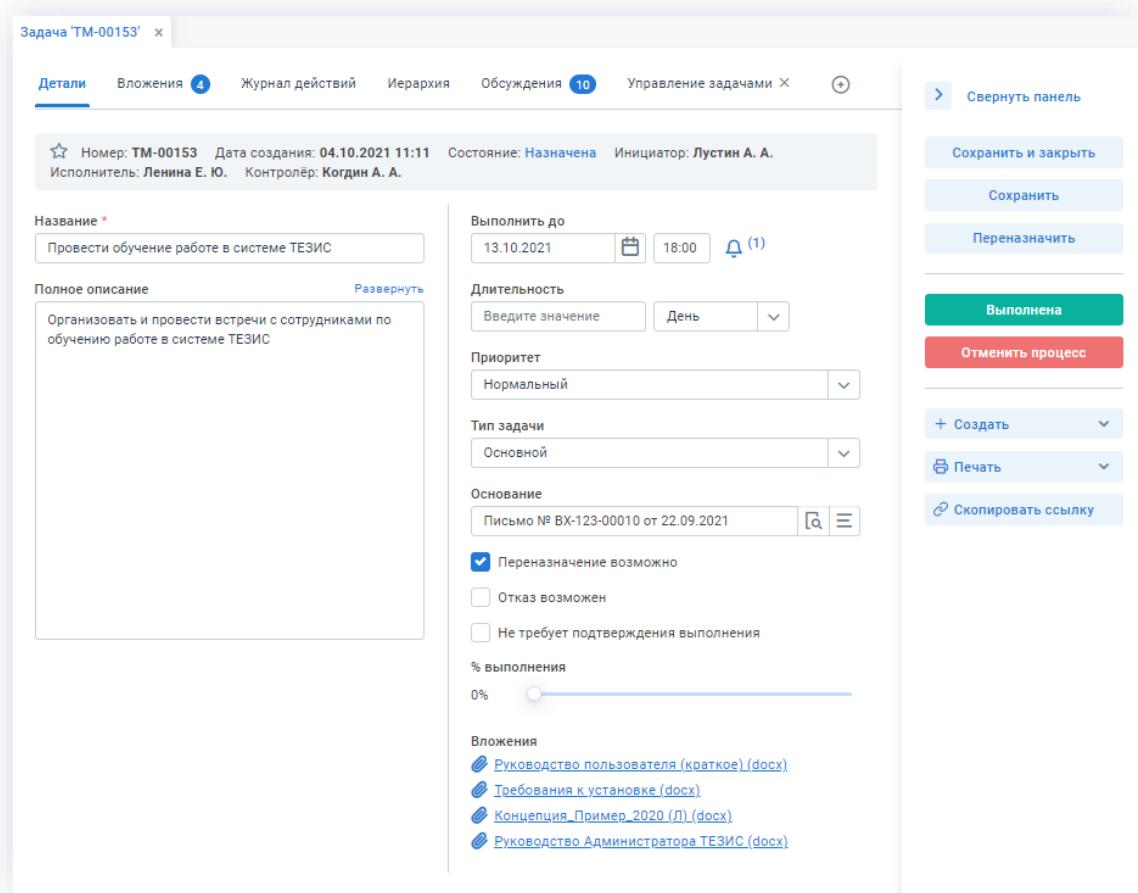 Задача 'ТМ-00153' ×
Детали Вложения 4 Журнал действий Иерархия Обсуждения 10 Управление задачами ×
Номер: ТМ-00153 Дата создания: 04.10.2021 11:11 Состояние: Назначена Инициатор: Лустин А. А.
Исполнитель: Ленина Е. Ю. Контролёр: Когдин А. А.
Название *
Провести обучение работе в системе ТЕЗИС
Полное описание Развернуть
Организовать и провести встречи с сотрудниками по
обучению работе в системе ТЕЗИС
Выполнить до
13.10.2021 18:00 (1)
Длительность
Введите значение День
Приоритет
Нормальный
Тип задачи
Основной
Основание
Письмо № ВХ-123-00010 от 22.09.2021
Переназначение возможно
Отказ возможен
Не требует подтверждения выполнения
% выполнения
0%
Вложения
Руководство пользователя (краткое) (docx)
Требования к установке (docx)
Концепция_Пример_2020 (Л) (docx)
Руководство Администратора ТЕЗИС (docx)
Свернуть панель
Сохранить и закрыть
Сохранить
Переназначить
Выполнена
Отменить процесс
+ Создать
Печать
Скопировать ссылку